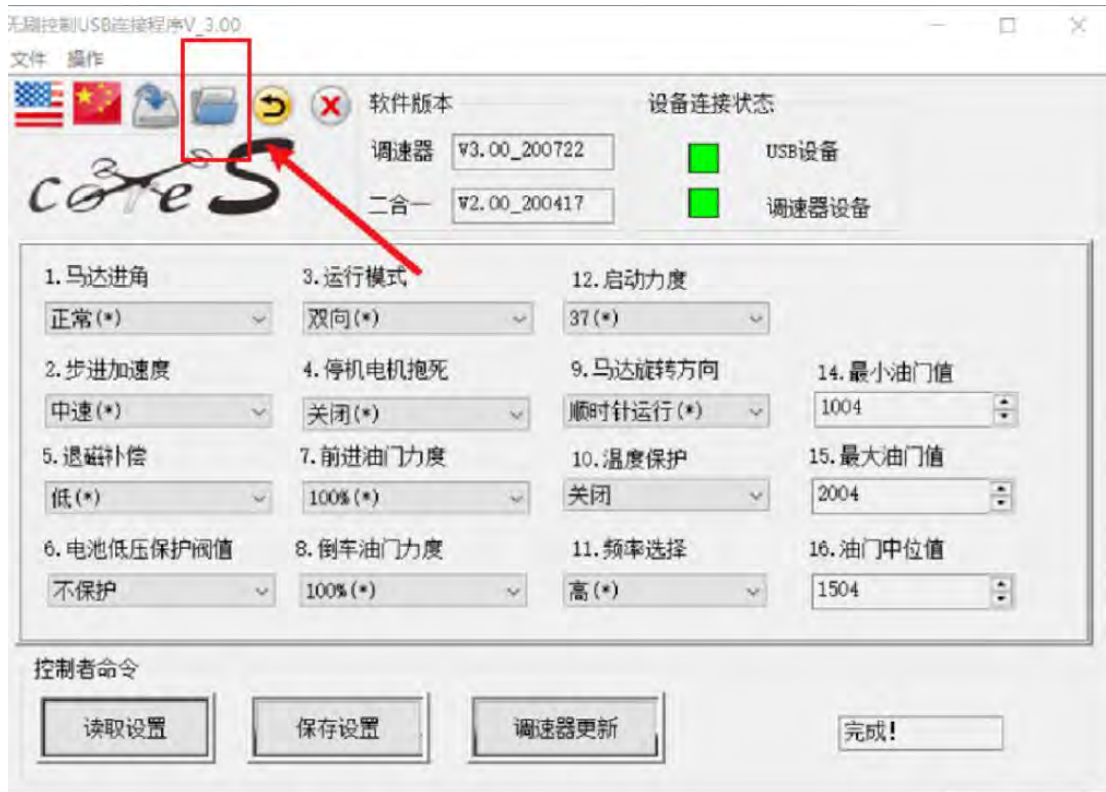 无刷控制USB连接程序V_3.00
文件 操作
软件版本
设备连接状态
调速器 V3.00_200722
USB设备
二合一 V2.00_200417
调速器设备
coreS
1.马达进角
3.运行模式
12.启动力度
正常(*)
双向(*)
37(*)
2.步进加速度
4.停机电机抱死
9.马达旋转方向
14.最小油门值
中速(*)
关闭(*)
顺时针运行(*)
1004
5.退磁补偿
7.前进油门力度
10.温度保护
15.最大油门值
低(*)
100%(*)
关闭
2004
6.电池低压保护阀值
8.倒车油门力度
11.频率选择
16.油门中位值
不保护
100%(*)
高(*)
1504
控制者命令
读取设置
保存设置
调速器更新
完成!